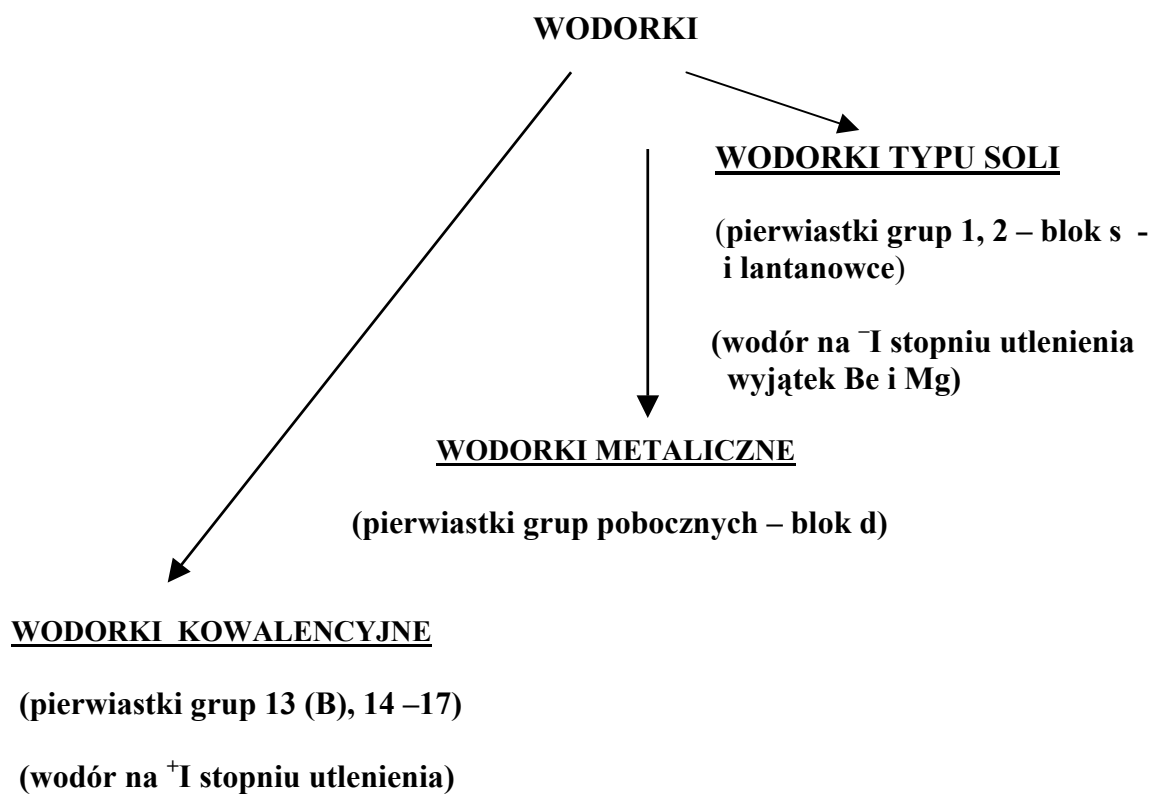 WODORKI
WODORKI TYPU SOLI
(pierwiastki grup 1, 2 – blok s -
i lantanowce)
(wodór na ⁻I stopniu utlenienia
wyjątek Be i Mg)
WODORKI METALICZNE
(pierwiastki grup pobocznych – blok d)
WODORKI KOWALENCYJNE
(pierwiastki grup 13 (B), 14 –17)
(wodór na ⁺I stopniu utlenienia)